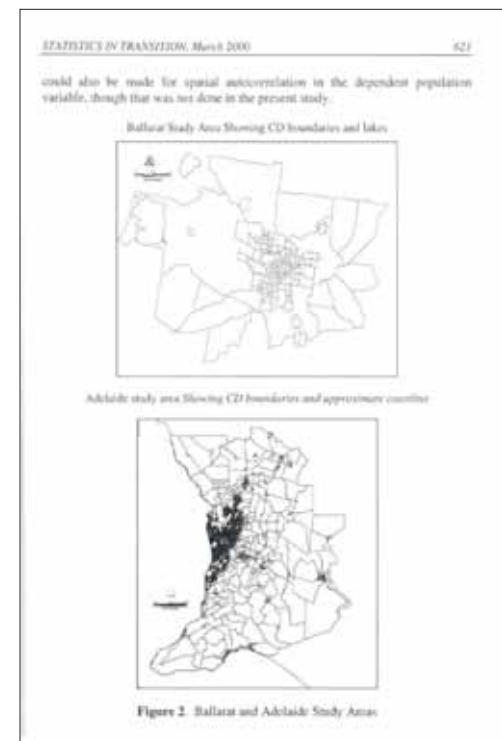 STATISTICS IN TRANSITION, March 2000 621
could also be made for spatial autocorrelation in the dependent population
variable, though that was not done in the present study.
Ballarat Study Area Showing CD boundaries and lakes
Adelaide study area Showing CD boundaries and approximate coastline
Figure 2. Ballarat and Adelaide Study Areas